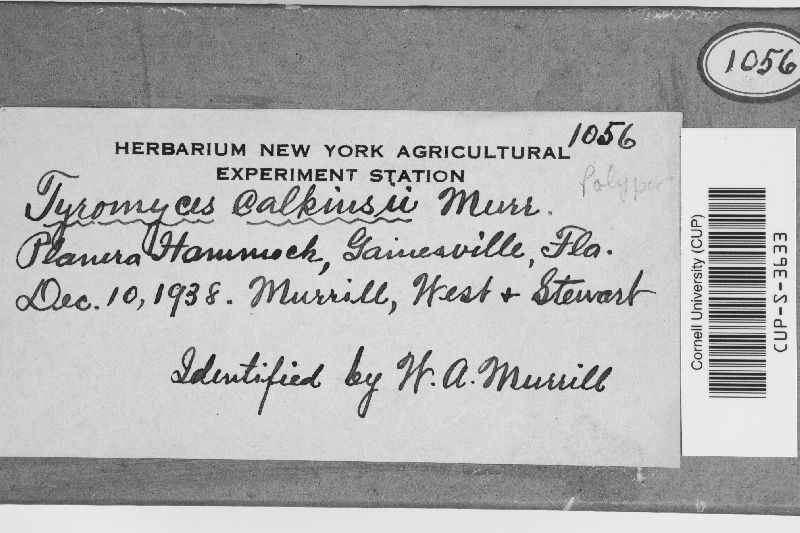 1056
1056
HERBARIUM NEW YORK AGRICULTURAL
EXPERIMENT STATION
Polypor
Tyromyces Calkinsii Murr.
Planera Hammock, Gainesville, Fla.
Dec. 10, 1938. Murrill, West + Stewart
Identified by W. A. Murrill
Cornell University (CUP)
CUP-S-3633